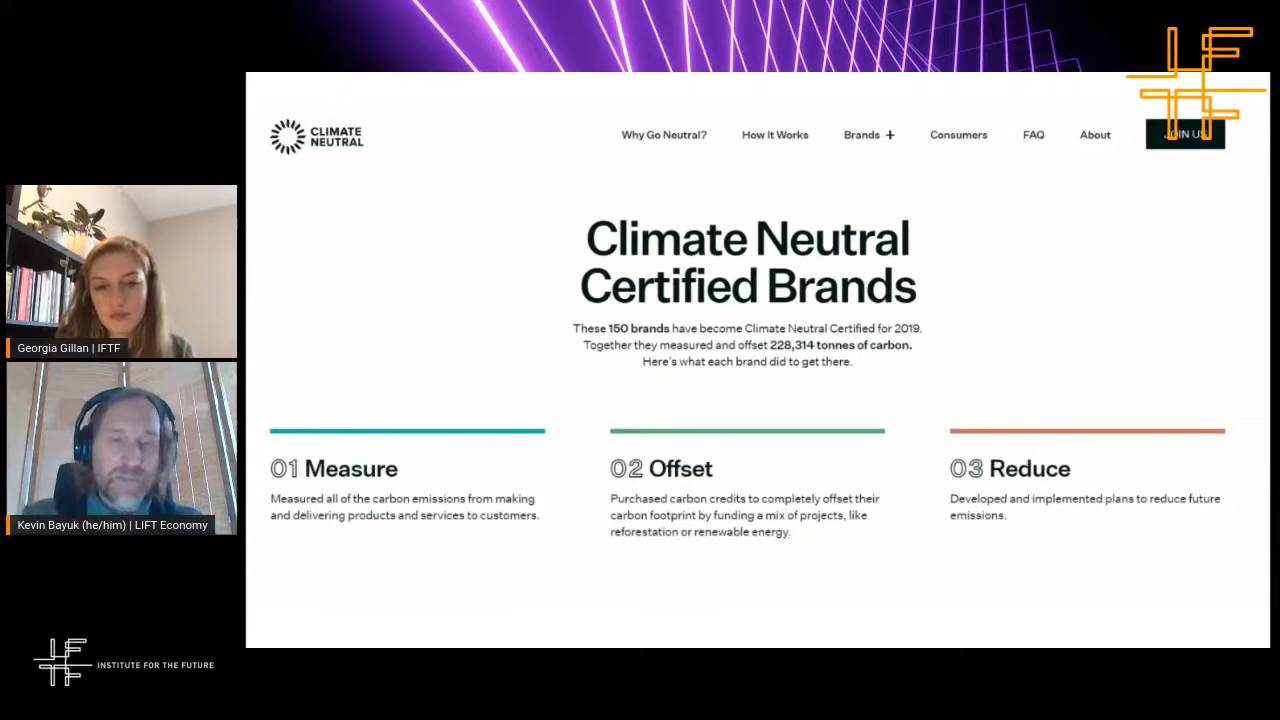 CLIMATE
NEUTRAL
Why Go Neutral?
How It Works
Brands +
Consumers
FAQ
About
JOIN US
Climate Neutral
Certified Brands
These 150 brands have become Climate Neutral Certified for 2019.
Together they measured and offset 228,314 tonnes of carbon.
Here's what each brand did to get there.
01 Measure
Measured all of the carbon emissions from making
and delivering products and services to customers.
02 Offset
Purchased carbon credits to completely offset their
carbon footprint by funding a mix of projects, like
reforestation or renewable energy.
03 Reduce
Developed and implemented plans to reduce future
emissions.
Georgia Gillan | IFTF
Kevin Bayuk (he/him) | LIFT Economy
INSTITUTE FOR THE FUTURE